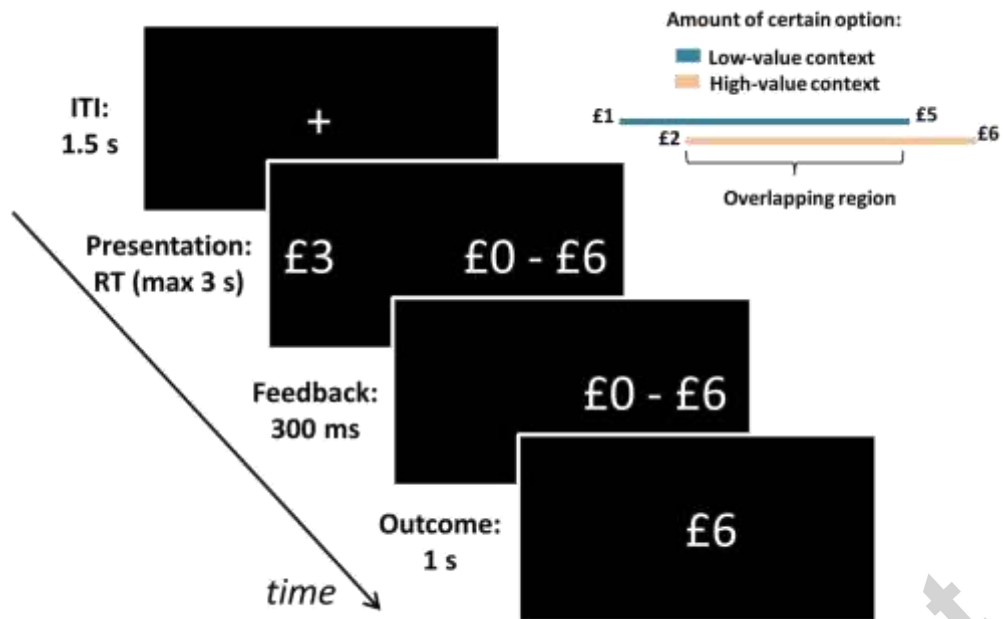 Amount of certain option:
Low-value context
High-value context
£1
£5
£2
£6
Overlapping region
ITI:
1.5 s
+
Presentation:
RT (max 3 s)
£3
£0 - £6
Feedback:
300 ms
£0 - £6
Outcome:
1 s
£6
time